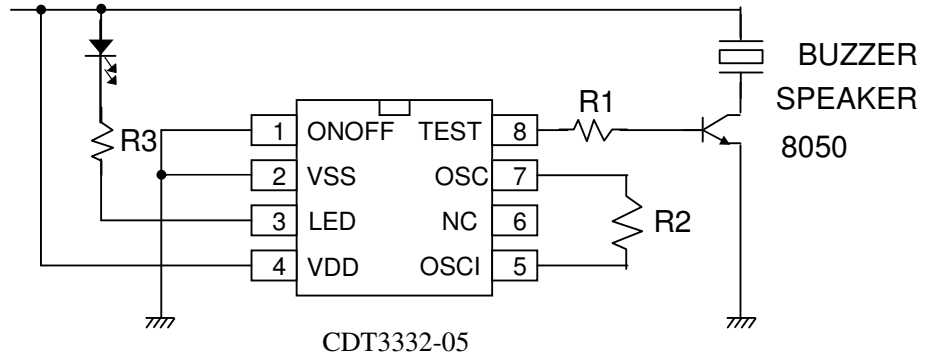 BUZZER
SPEAKER
8050
R1
R3
1 ONOFF TEST 8
2 VSS OSC 7
3 LED NC 6
4 VDD OSCI 5
R2
CDT3332-05